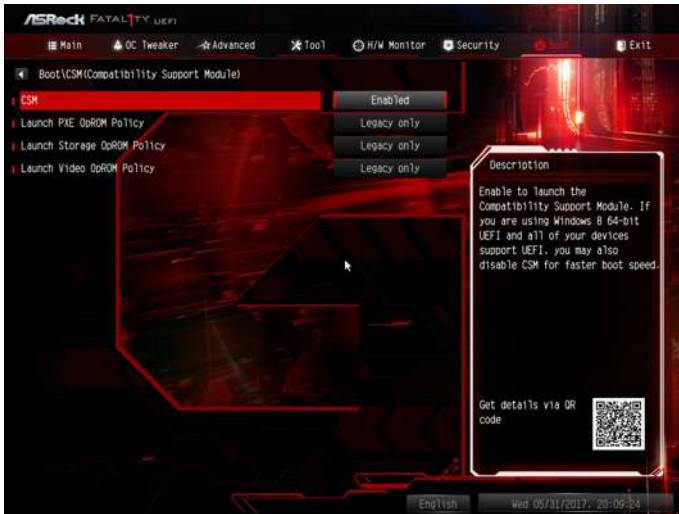 ASRock FATAL1TY UEFI
Main OC Tweaker Advanced Tool H/W Monitor Security Boot Exit
Boot\CSM(Compatibility Support Module)
CSM Enabled
Launch PXE OpROM Policy Legacy only
Launch Storage OpROM Policy Legacy only
Launch Video OpROM Policy Legacy only
Description
Enable to launch the
Compatibility Support Module. If
you are using Windows 8 64-bit
UEFI and all of your devices
support UEFI, you may also
disable CSM for faster boot speed.
Get details via QR
code
English Wed 05/31/2017, 20:09:24